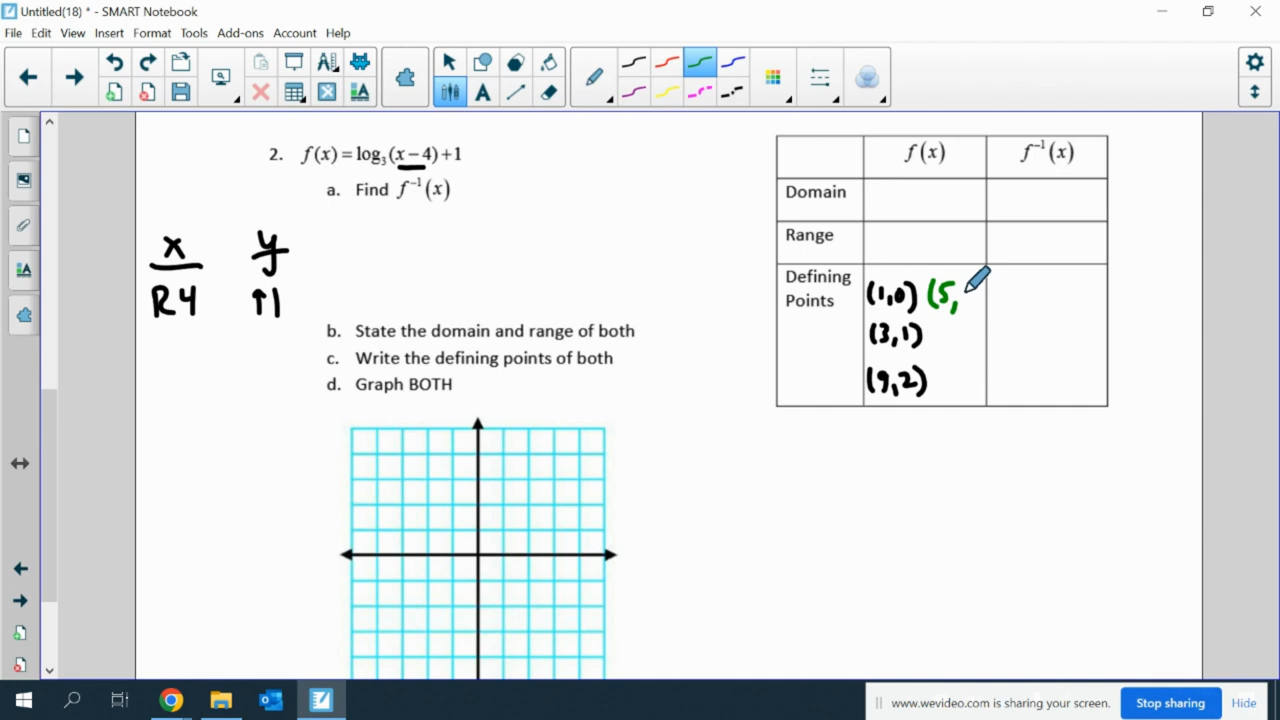 Untitled(18) * - SMART Notebook
File Edit View Insert Format Tools Add-ons Account Help
2. f(x) = log₃(x − 4) + 1
a. Find f⁻¹(x)
x y
R4 ↑1
b. State the domain and range of both
c. Write the defining points of both
d. Graph BOTH
f(x) f⁻¹(x)
Domain
Range
Defining Points
(1,0) (5,
(3,1)
(9,2)
www.wevideo.com is sharing your screen. Stop sharing Hide